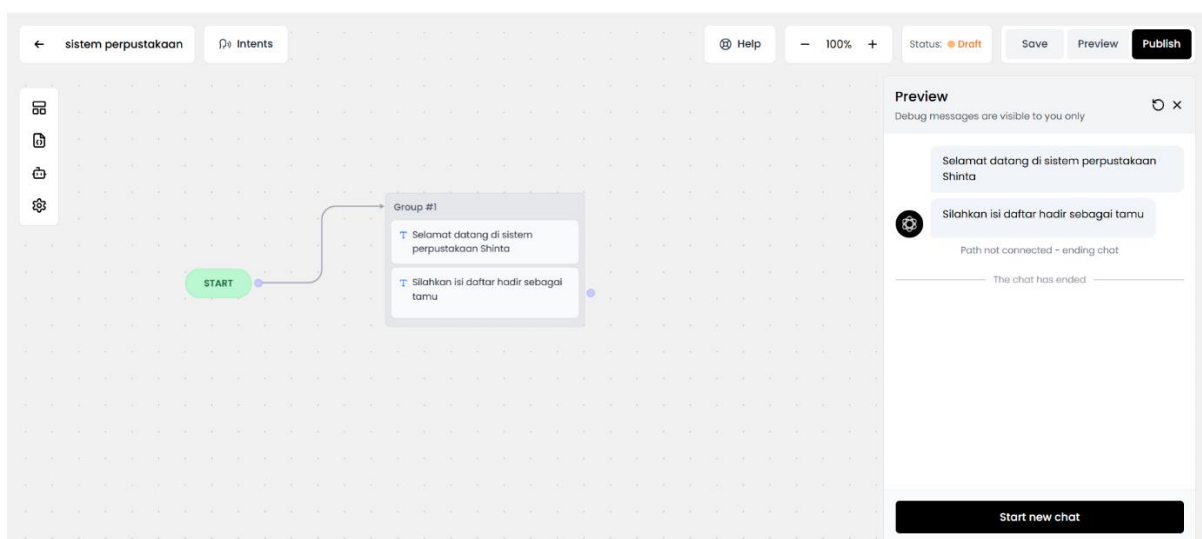 sistem perpustakaan
Intents
Help
− 100% +
Status: Draft
Save
Preview
Publish
Preview
Debug messages are visible to you only
Group #1
T Selamat datang di sistem
perpustakaan Shinta
T Silahkan isi daftar hadir sebagai
tamu
START
Selamat datang di sistem perpustakaan
Shinta
Silahkan isi daftar hadir sebagai tamu
Path not connected - ending chat
The chat has ended
Start new chat